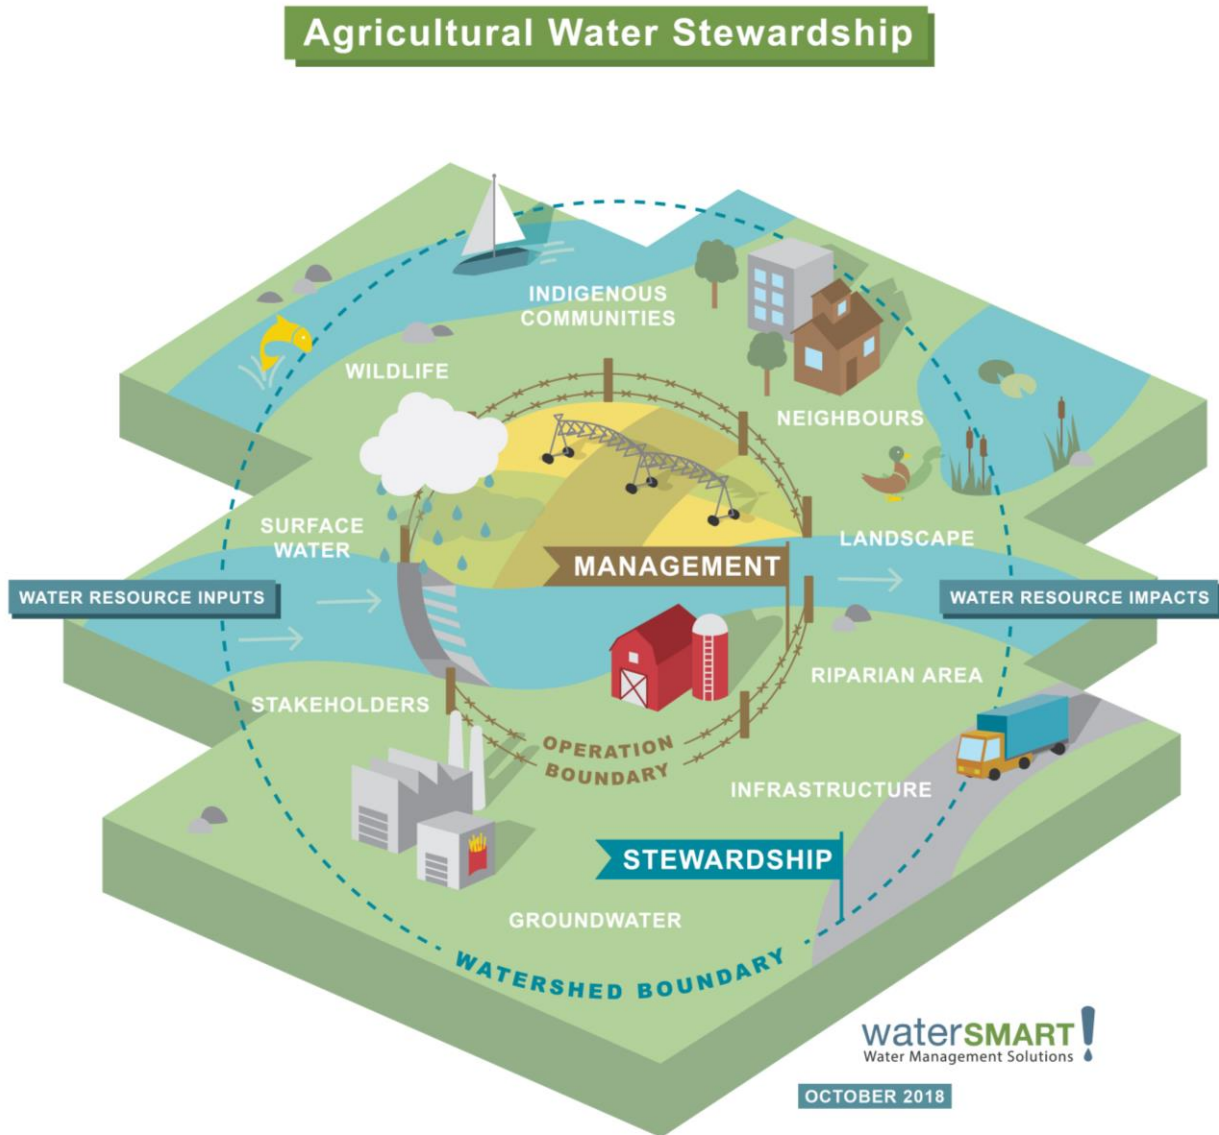 Agricultural Water Stewardship
INDIGENOUS
COMMUNITIES
WILDLIFE
NEIGHBOURS
SURFACE
WATER
LANDSCAPE
MANAGEMENT
WATER RESOURCE INPUTS
WATER RESOURCE IMPACTS
RIPARIAN AREA
STAKEHOLDERS
OPERATION
BOUNDARY
INFRASTRUCTURE
STEWARDSHIP
GROUNDWATER
WATERSHED BOUNDARY
waterSMART!
Water Management Solutions
OCTOBER 2018